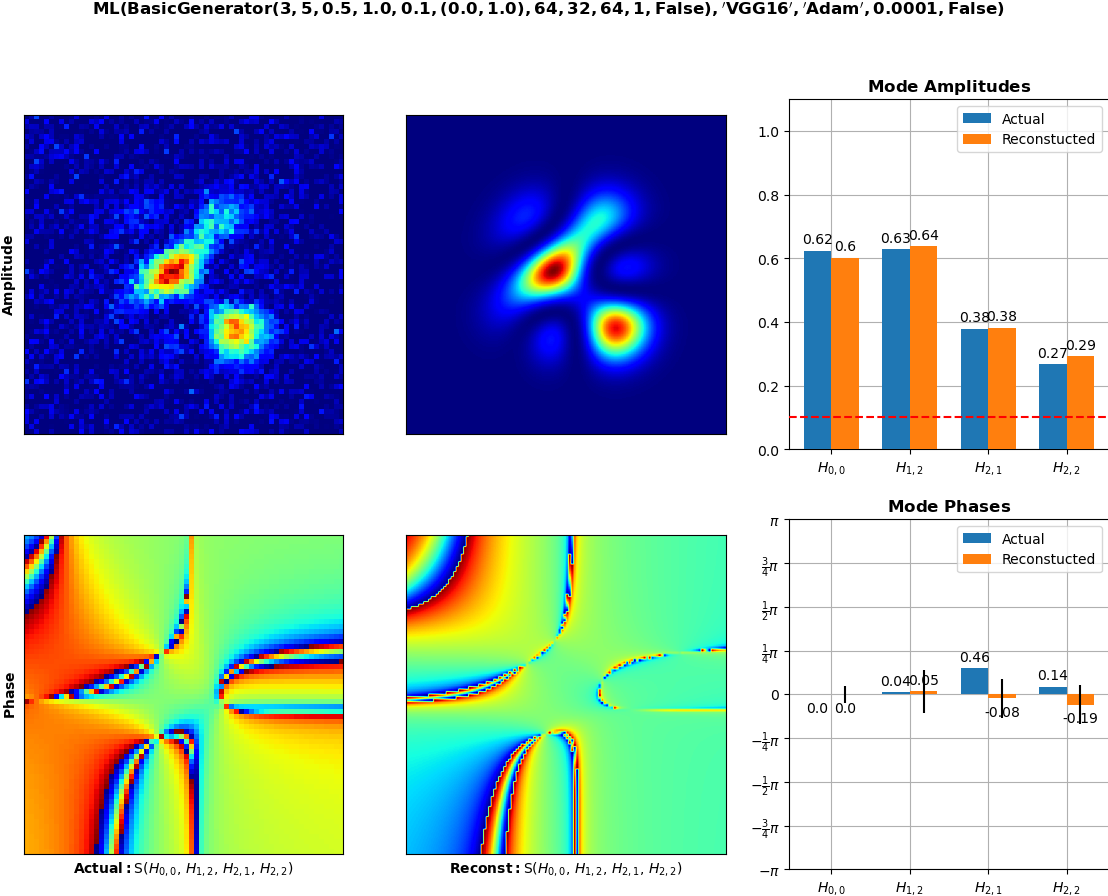 ML(BasicGenerator(3, 5, 0.5, 1.0, 0.1, (0.0, 1.0), 64, 32, 64, 1, False), ′VGG16′, ′Adam′, 0.0001, False)
Amplitude
Mode Amplitudes
Actual
Reconstucted
1.0
0.8
0.6
0.4
0.2
0.0
0.62 0.6 0.63 0.64 0.38 0.38 0.27 0.29
H0,0 H1,2 H2,1 H2,2
Phase
Actual: S(H0,0, H1,2, H2,1, H2,2)
Reconst: S(H0,0, H1,2, H2,1, H2,2)
Mode Phases
Actual
Reconstucted
π
3/4π
1/2π
1/4π
0
−1/4π
−1/2π
−3/4π
−π
0.0 0.0 0.04 0.05 0.46 -0.08 0.14 -0.19
H0,0 H1,2 H2,1 H2,2